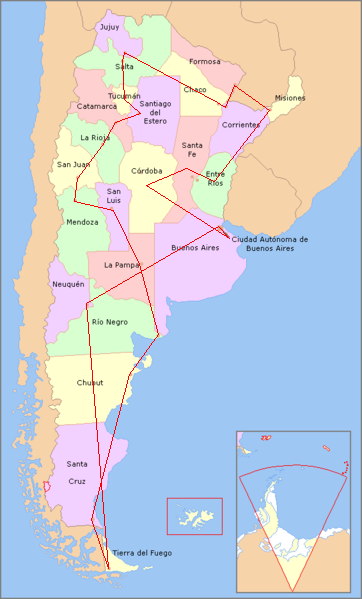 Jujuy
Salta
Formosa
Tucumán
Chaco
Misiones
Catamarca
Santiago
del
Estero
Corrientes
La Rioja
Santa
Fe
San Juan
Córdoba
Entre
Ríos
San
Luis
Mendoza
Ciudad Autónoma de
Buenos Aires
Buenos Aires
La Pampa
Neuquén
Río Negro
Chubut
Santa
Cruz
Tierra del Fuego